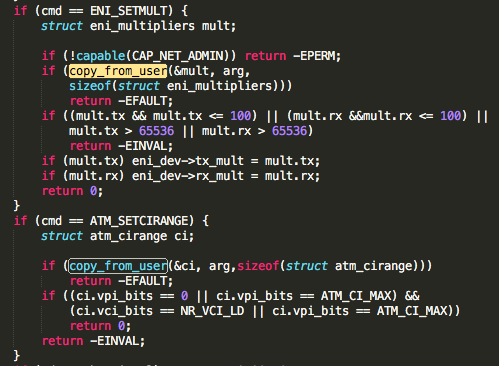 if (cmd == ENI_SETMULT) {
struct eni_multipliers mult;
if (!capable(CAP_NET_ADMIN)) return -EPERM;
if (copy_from_user(&mult, arg,
sizeof(struct eni_multipliers)))
return -EFAULT;
if ((mult.tx && mult.tx <= 100) || (mult.rx &&mult.rx <= 100) ||
mult.tx > 65536 || mult.rx > 65536)
return -EINVAL;
if (mult.tx) eni_dev->tx_mult = mult.tx;
if (mult.rx) eni_dev->rx_mult = mult.rx;
return 0;
}
if (cmd == ATM_SETCIRANGE) {
struct atm_cirange ci;
if (copy_from_user(&ci, arg,sizeof(struct atm_cirange)))
return -EFAULT;
if ((ci.vpi_bits == 0 || ci.vpi_bits == ATM_CI_MAX) &&
(ci.vci_bits == NR_VCI_LD || ci.vpi_bits == ATM_CI_MAX))
return 0;
return -EINVAL;
}